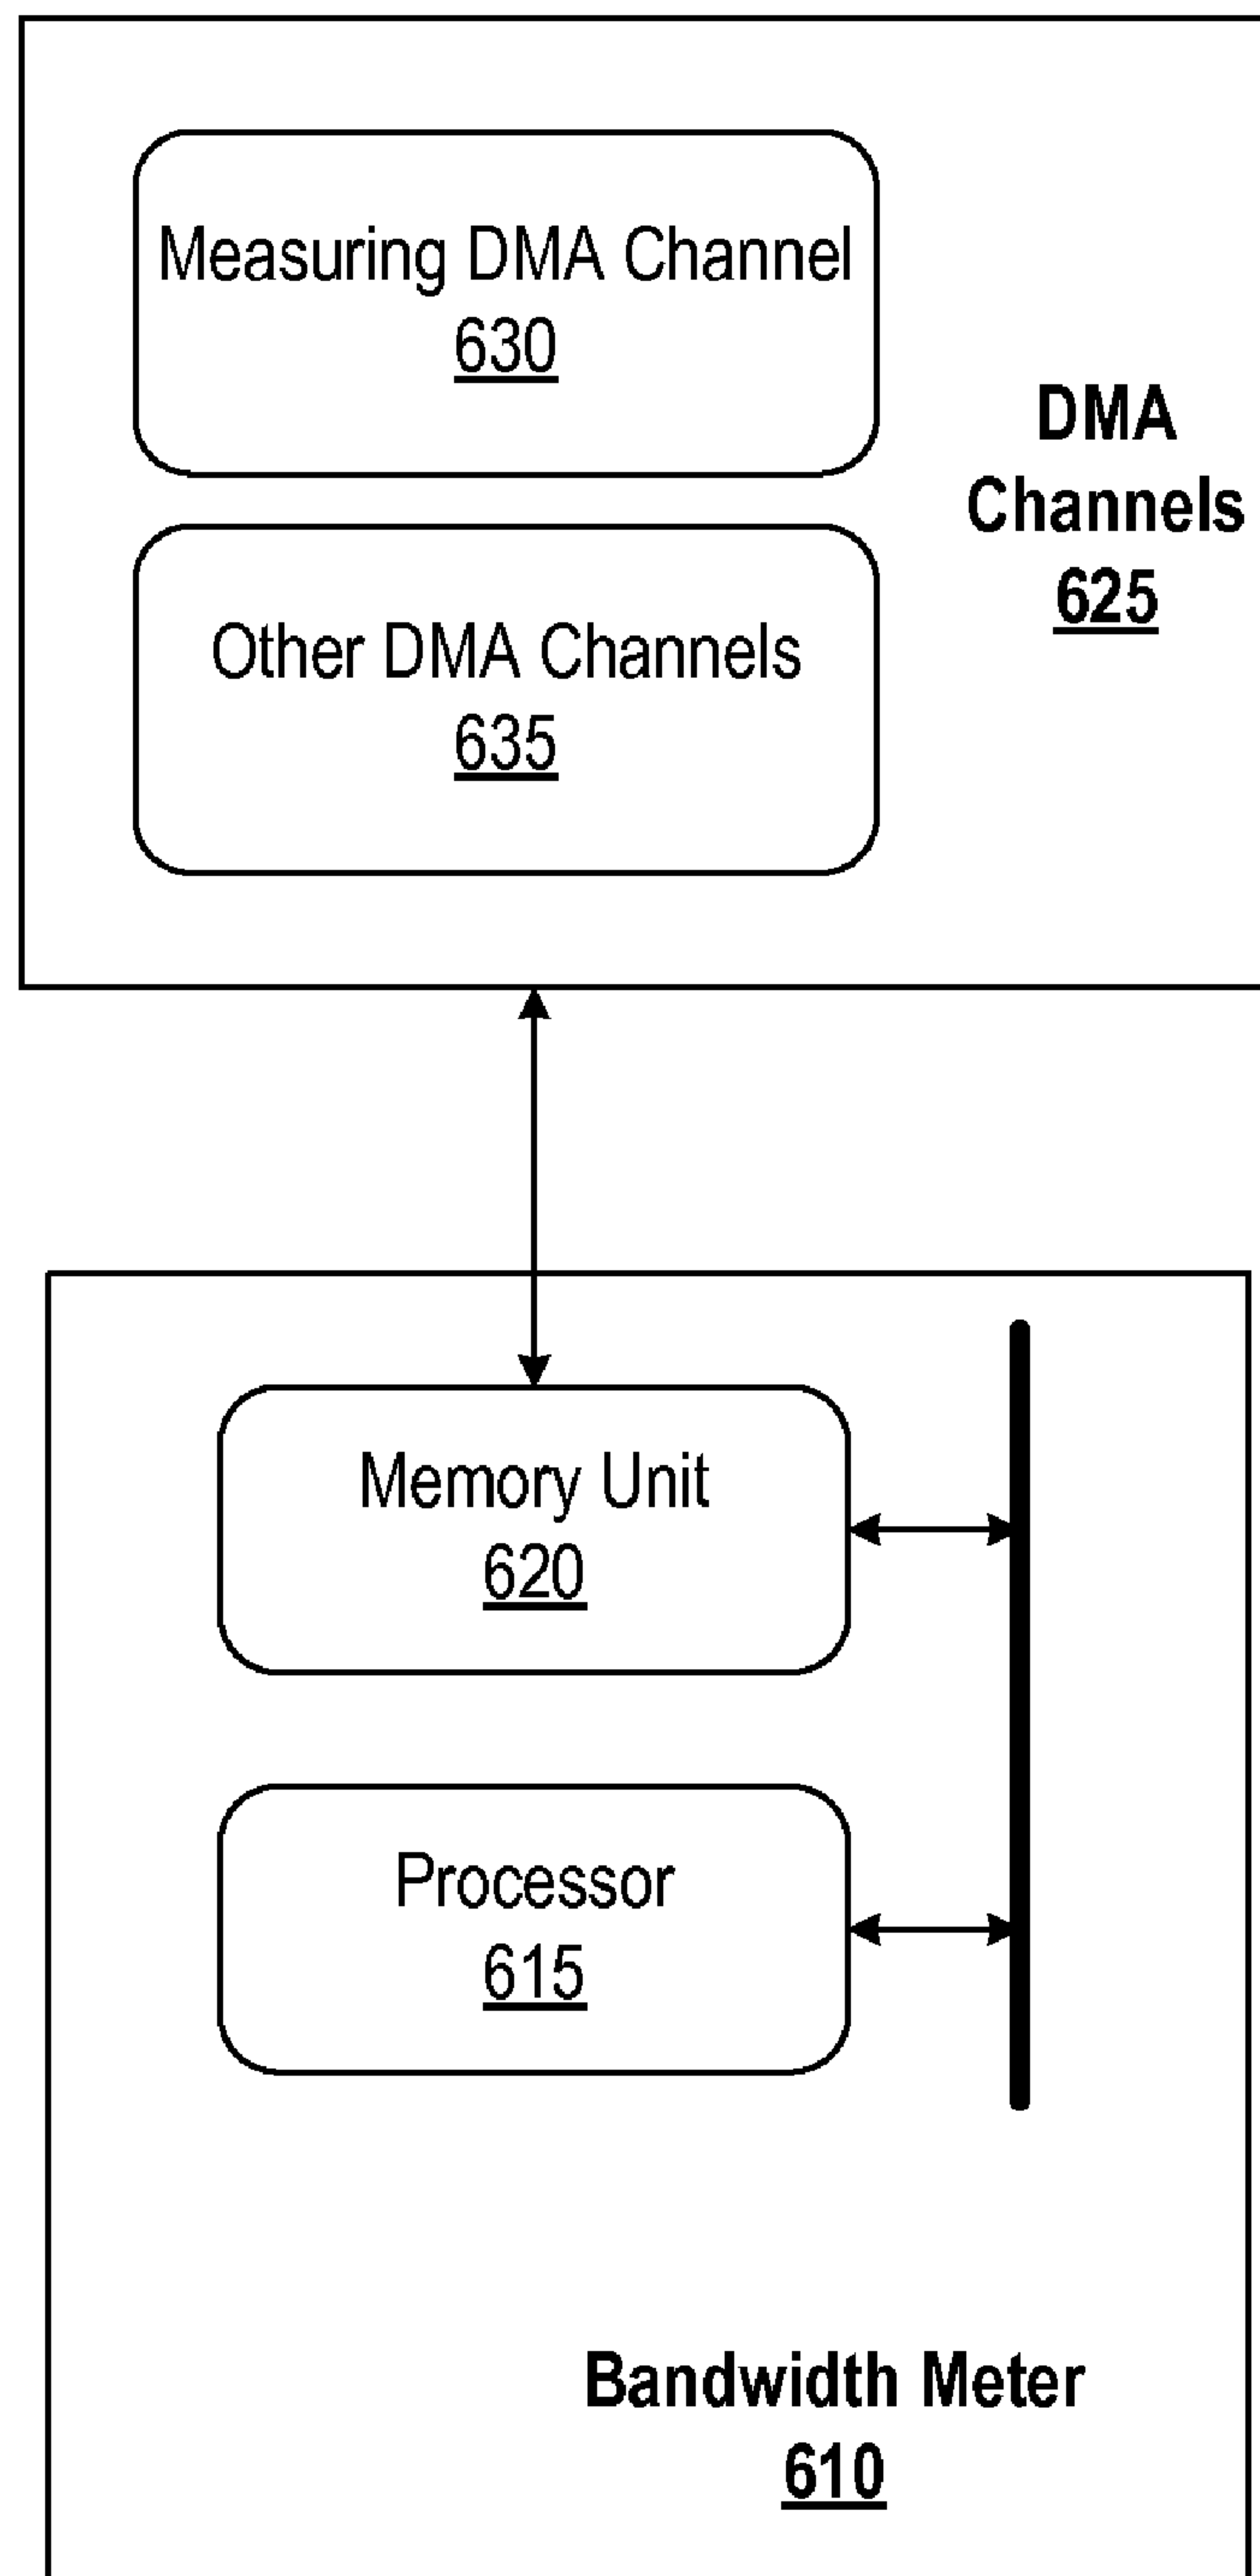 Measuring DMA Channel
630
DMA
Channels
625
Other DMA Channels
635
Memory Unit
620
Processor
615
Bandwidth Meter
610